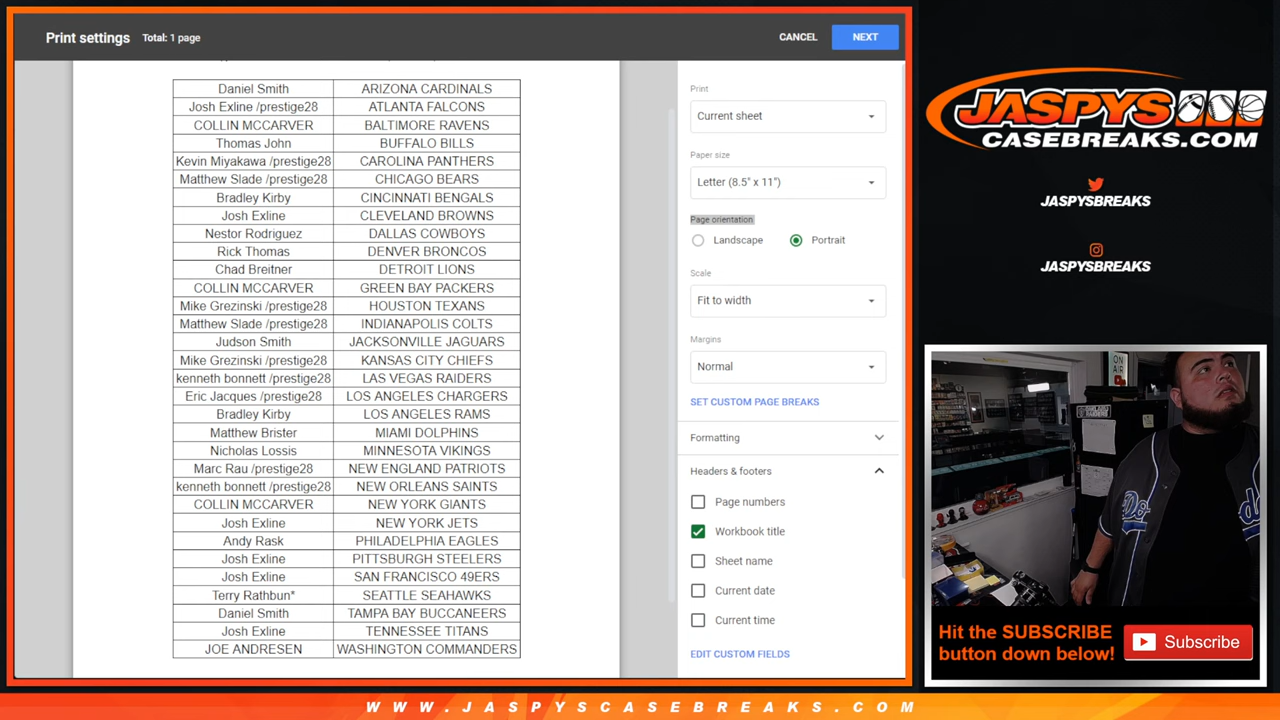 Print settings Total: 1 page CANCEL NEXT
Daniel Smith ARIZONA CARDINALS
Josh Exline /prestige28 ATLANTA FALCONS
COLLIN MCCARVER BALTIMORE RAVENS
Thomas John BUFFALO BILLS
Kevin Miyakawa /prestige28 CAROLINA PANTHERS
Matthew Slade /prestige28 CHICAGO BEARS
Bradley Kirby CINCINNATI BENGALS
Josh Exline CLEVELAND BROWNS
Nestor Rodriguez DALLAS COWBOYS
Rick Thomas DENVER BRONCOS
Chad Breitner DETROIT LIONS
COLLIN MCCARVER GREEN BAY PACKERS
Mike Grezinski /prestige28 HOUSTON TEXANS
Matthew Slade /prestige28 INDIANAPOLIS COLTS
Judson Smith JACKSONVILLE JAGUARS
Mike Grezinski /prestige28 KANSAS CITY CHIEFS
kenneth bonnett /prestige28 LAS VEGAS RAIDERS
Eric Jacques /prestige28 LOS ANGELES CHARGERS
Bradley Kirby LOS ANGELES RAMS
Matthew Brister MIAMI DOLPHINS
Nicholas Lossis MINNESOTA VIKINGS
Marc Rau /prestige28 NEW ENGLAND PATRIOTS
kenneth bonnett /prestige28 NEW ORLEANS SAINTS
COLLIN MCCARVER NEW YORK GIANTS
Josh Exline NEW YORK JETS
Andy Rask PHILADELPHIA EAGLES
Josh Exline PITTSBURGH STEELERS
Josh Exline SAN FRANCISCO 49ERS
Terry Rathbun* SEATTLE SEAHAWKS
Daniel Smith TAMPA BAY BUCCANEERS
Josh Exline TENNESSEE TITANS
JOE ANDRESEN WASHINGTON COMMANDERS
Print
Current sheet
Paper size
Letter (8.5" x 11")
Page orientation
Landscape Portrait
Scale
Fit to width
Margins
Normal
SET CUSTOM PAGE BREAKS
Formatting
Headers & footers
Page numbers
Workbook title
Sheet name
Current date
Current time
EDIT CUSTOM FIELDS
JASPYS
CASEBREAKS.COM
JASPYSBREAKS
JASPYSBREAKS
ON
AIR
Hit the SUBSCRIBE
button down below!
Subscribe
WWW.JASPYSCASEBREAKS.COM